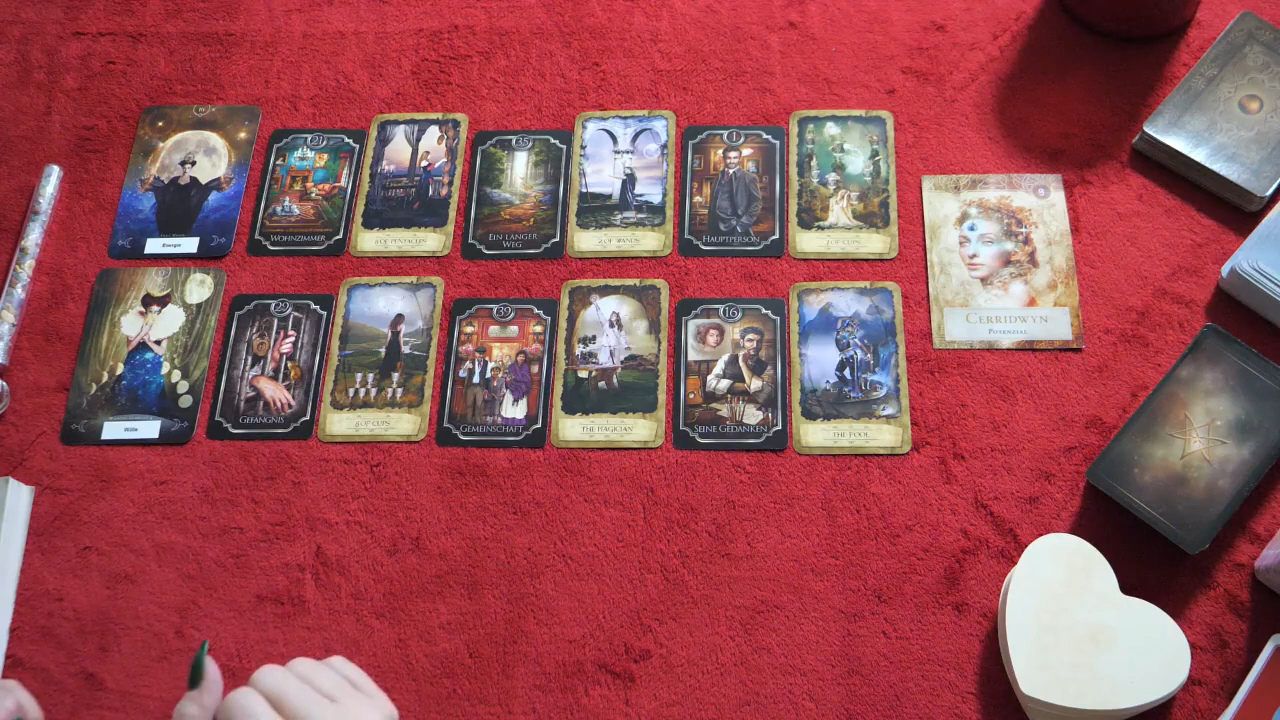 Energie
21
WOHNZIMMER
8 OF PENTACLES
35
EIN LANGER
WEG
2 OF WANDS
1
HAUPTPERSON
7 OF CUPS
CERRIDWYN
POTENZIAL
Wille
29
GEFÄNGNIS
8 OF CUPS
39
GEMEINSCHAFT
I
THE MAGICIAN
16
SEINE GEDANKEN
THE FOOL